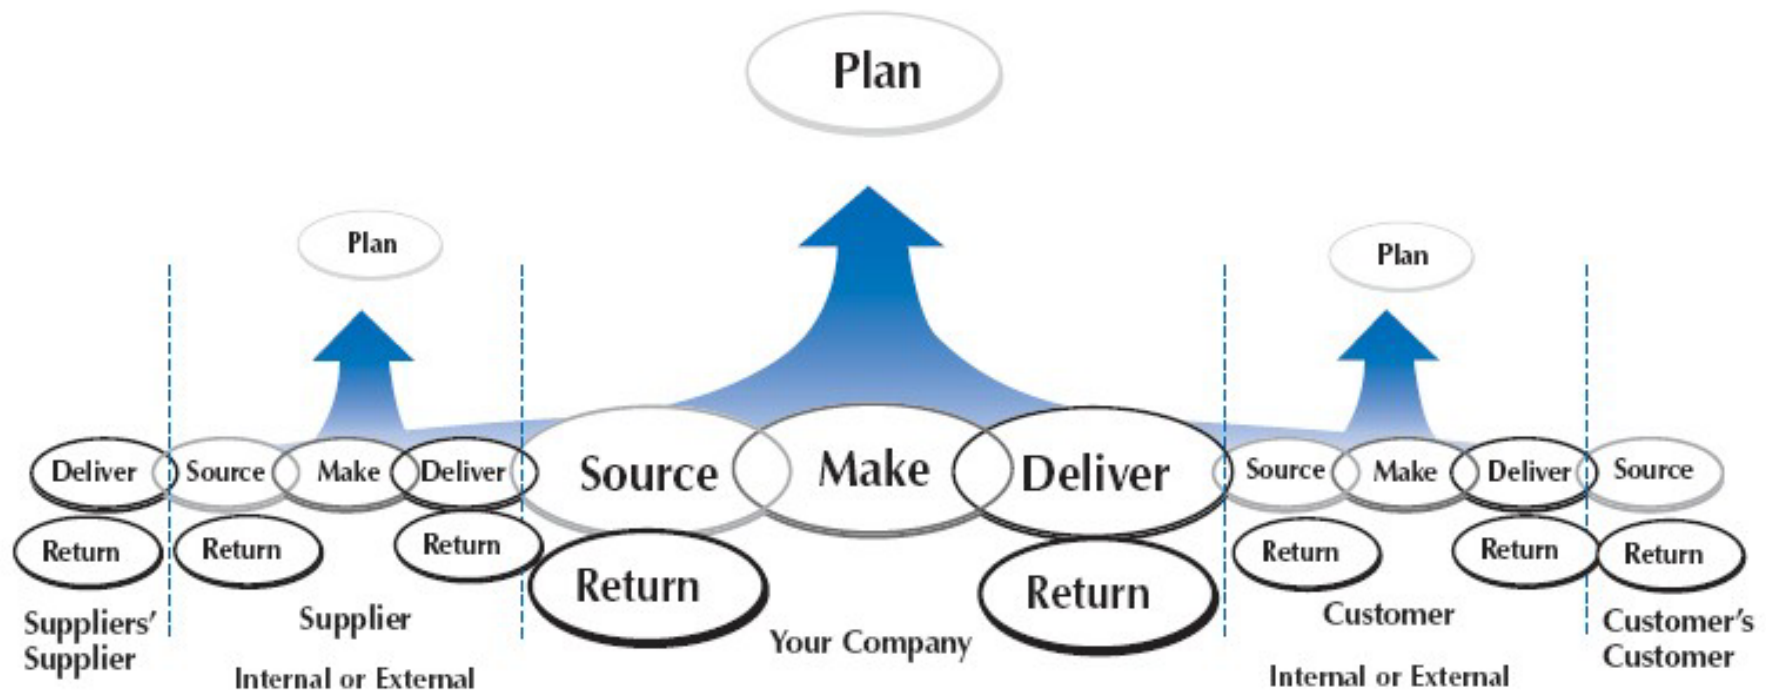 Plan
Plan
Plan
Deliver
Source
Make
Deliver
Source
Make
Deliver
Source
Make
Deliver
Source
Return
Return
Return
Return
Return
Return
Return
Return
Suppliers'
Supplier
Supplier
Internal or External
Your Company
Customer
Internal or External
Customer's
Customer